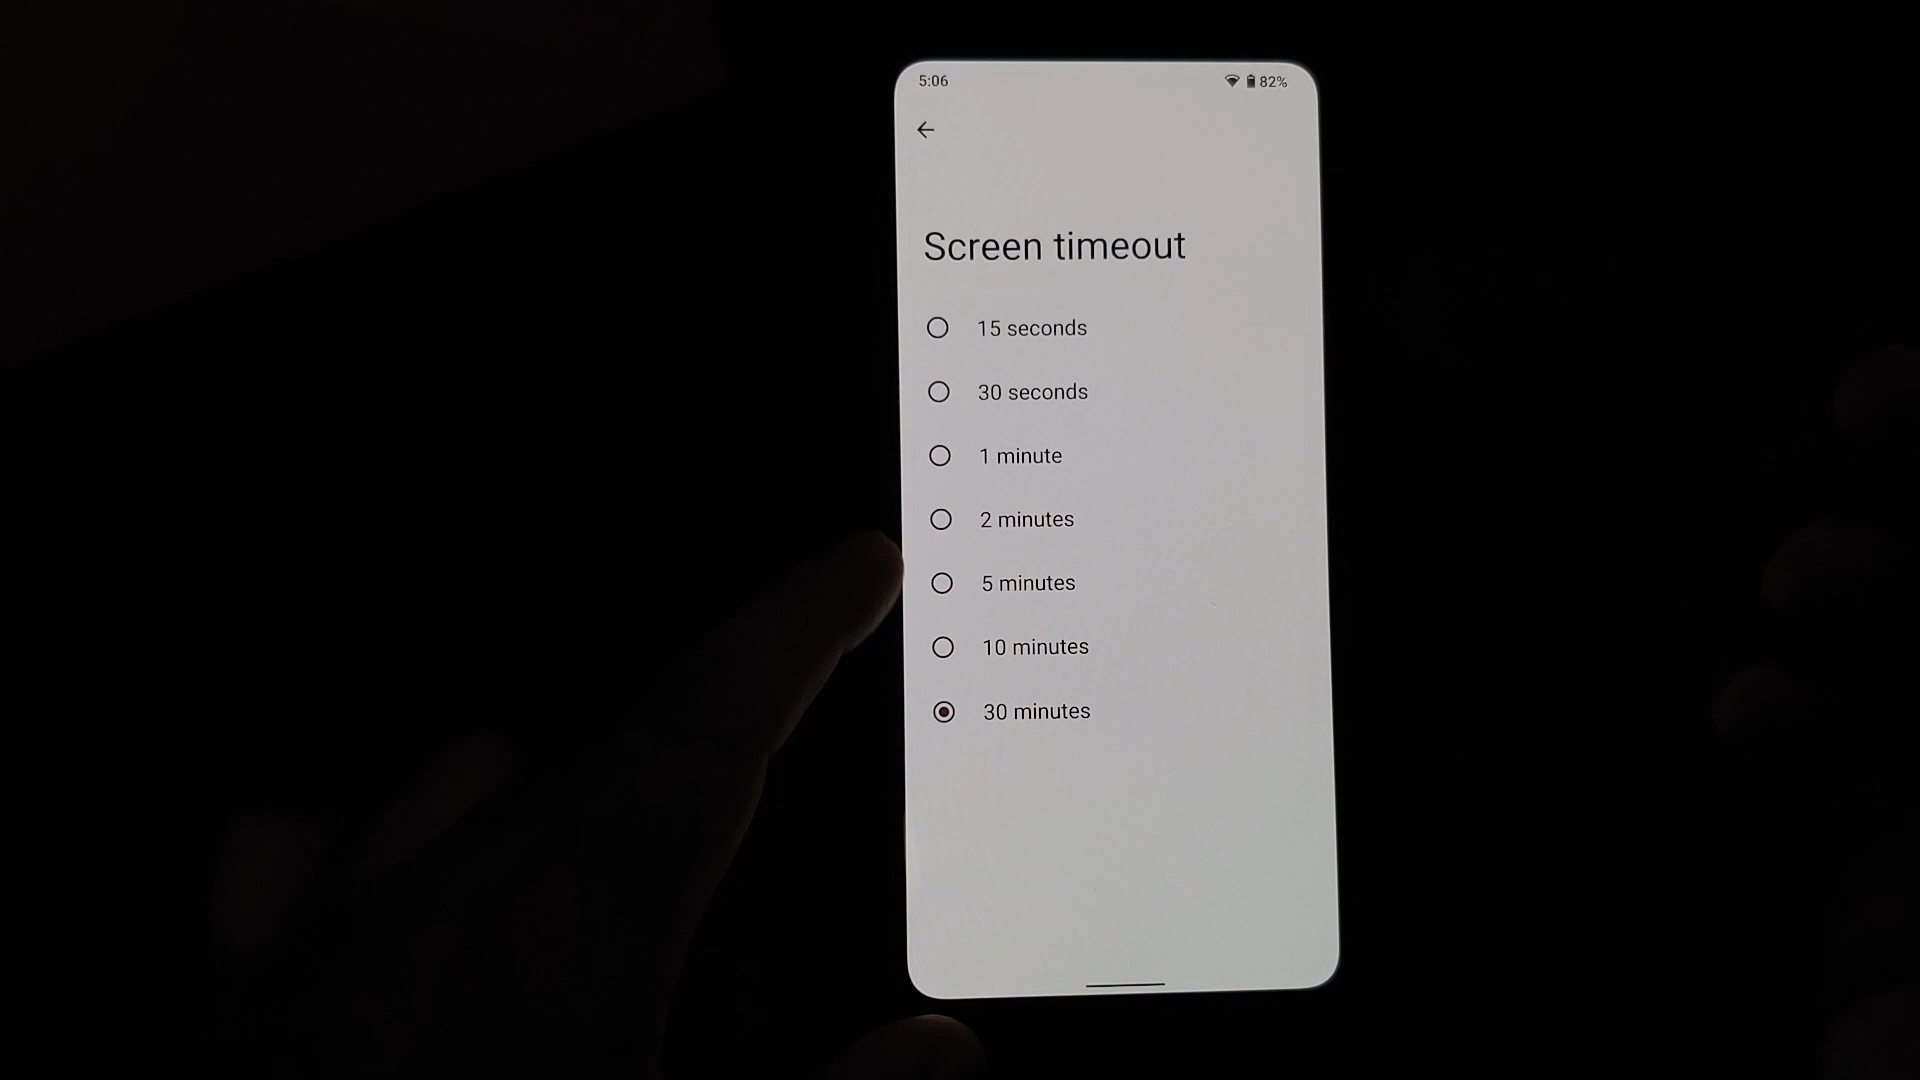 5:06 82%
Screen timeout
15 seconds
30 seconds
1 minute
2 minutes
5 minutes
10 minutes
30 minutes